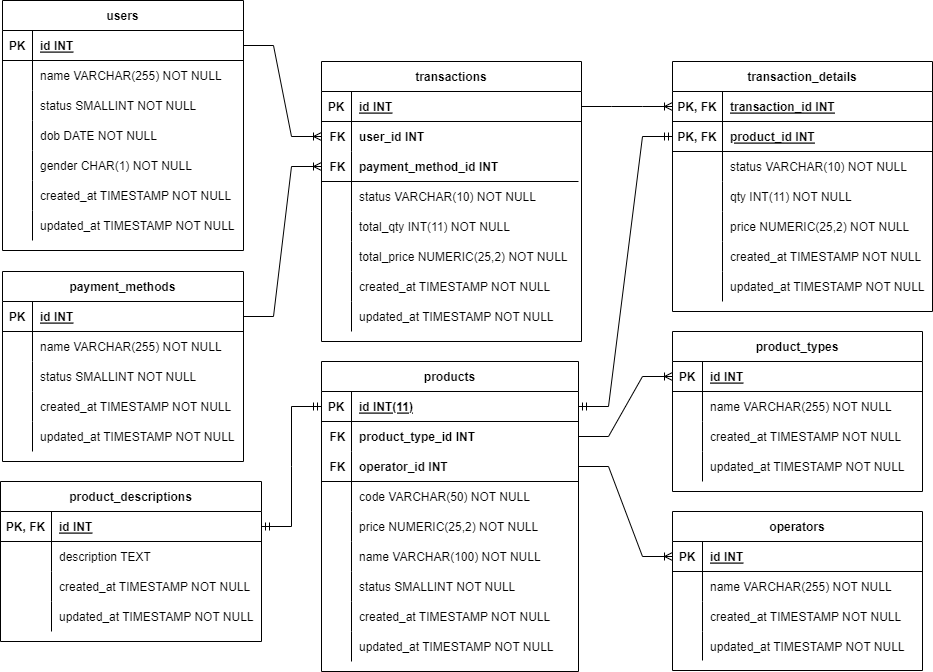 users
PK id INT
name VARCHAR(255) NOT NULL
status SMALLINT NOT NULL
dob DATE NOT NULL
gender CHAR(1) NOT NULL
created_at TIMESTAMP NOT NULL
updated_at TIMESTAMP NOT NULL
payment_methods
PK id INT
name VARCHAR(255) NOT NULL
status SMALLINT NOT NULL
created_at TIMESTAMP NOT NULL
updated_at TIMESTAMP NOT NULL
product_descriptions
PK, FK id INT
description TEXT
created_at TIMESTAMP NOT NULL
updated_at TIMESTAMP NOT NULL
transactions
PK id INT
FK user_id INT
FK payment_method_id INT
status VARCHAR(10) NOT NULL
total_qty INT(11) NOT NULL
total_price NUMERIC(25,2) NOT NULL
created_at TIMESTAMP NOT NULL
updated_at TIMESTAMP NOT NULL
products
PK id INT(11)
FK product_type_id INT
FK operator_id INT
code VARCHAR(50) NOT NULL
price NUMERIC(25,2) NOT NULL
name VARCHAR(100) NOT NULL
status SMALLINT NOT NULL
created_at TIMESTAMP NOT NULL
updated_at TIMESTAMP NOT NULL
transaction_details
PK, FK transaction_id INT
PK, FK product_id INT
status VARCHAR(10) NOT NULL
qty INT(11) NOT NULL
price NUMERIC(25,2) NOT NULL
created_at TIMESTAMP NOT NULL
updated_at TIMESTAMP NOT NULL
product_types
PK id INT
name VARCHAR(255) NOT NULL
created_at TIMESTAMP NOT NULL
updated_at TIMESTAMP NOT NULL
operators
PK id INT
name VARCHAR(255) NOT NULL
created_at TIMESTAMP NOT NULL
updated_at TIMESTAMP NOT NULL